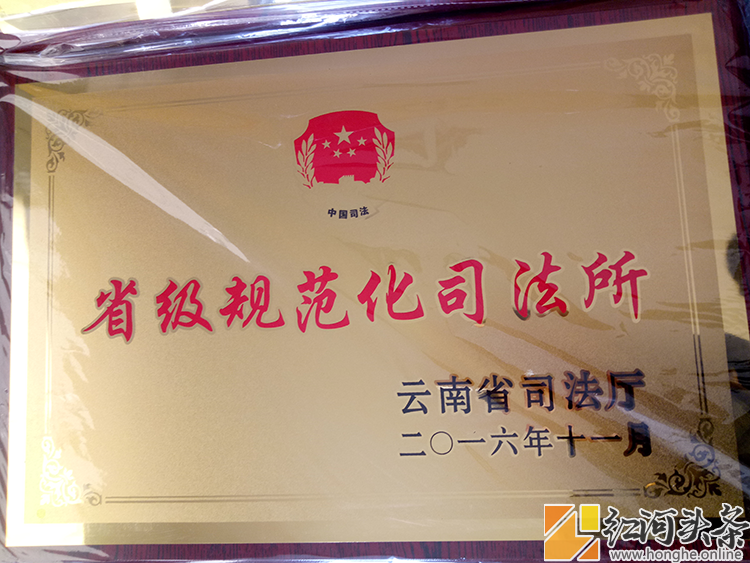 中国司法
省级规范化司法所
云南省司法厅
二〇一六年十一月
红河头条
www.honghe.online